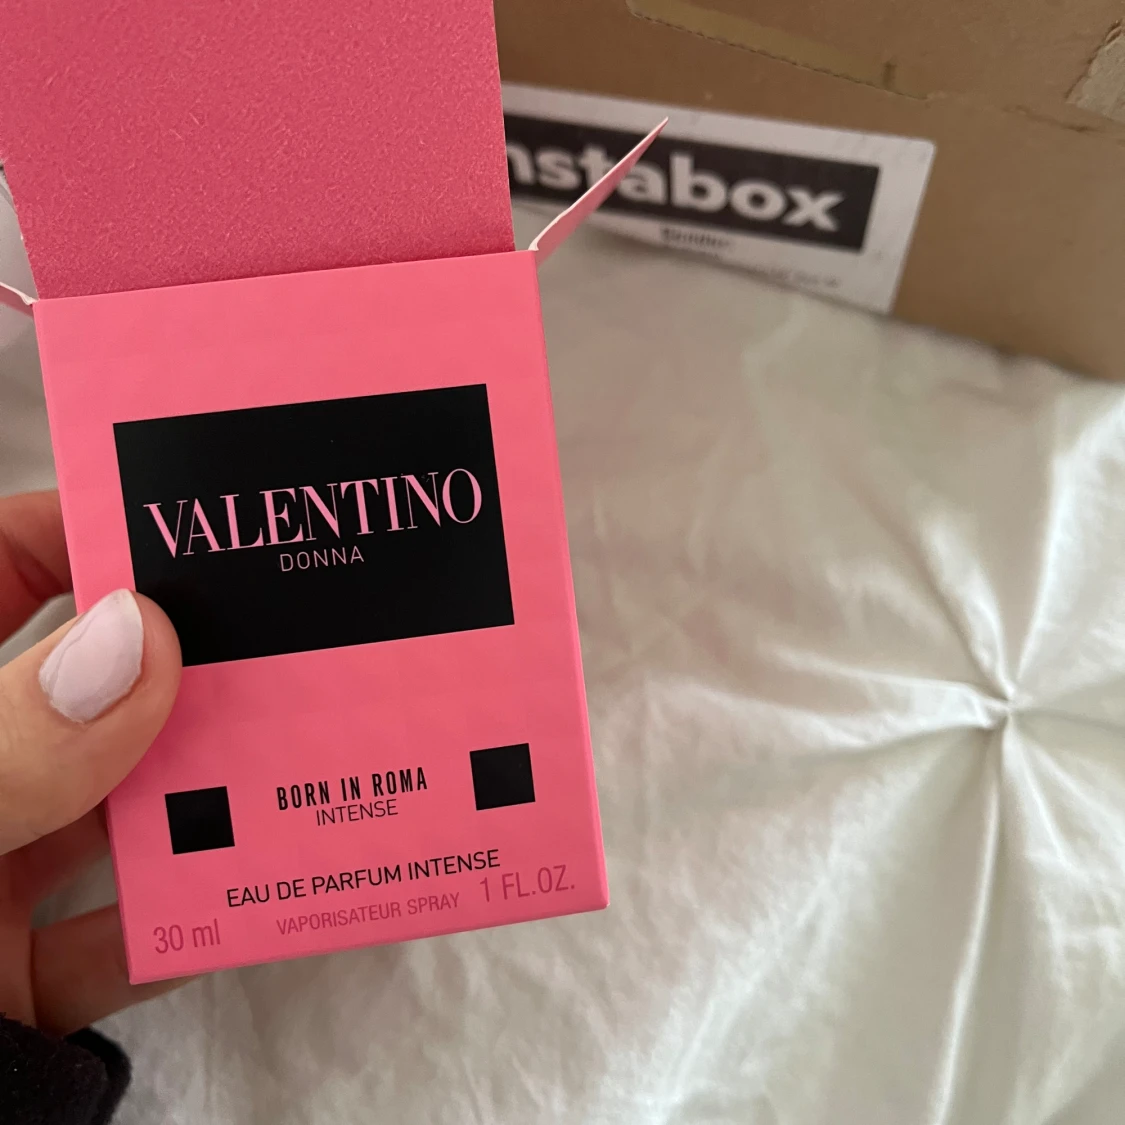 nstabox
VALENTINO
DONNA
BORN IN ROMA
INTENSE
EAU DE PARFUM INTENSE
30 ml VAPORISATEUR SPRAY 1 FL.OZ.